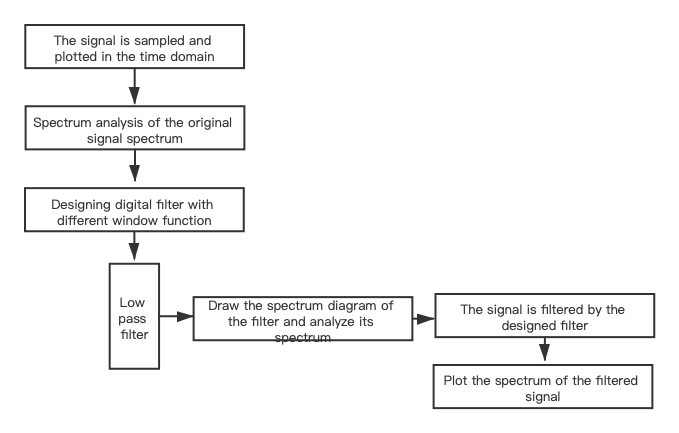 The signal is sampled and
plotted in the time domain
Spectrum analysis of the original
signal spectrum
Designing digital filter with
different window function
Low
pass
filter
Draw the spectrum diagram of
the filter and analyze its
spectrum
The signal is filtered by the
designed filter
Plot the spectrum of the filtered
signal